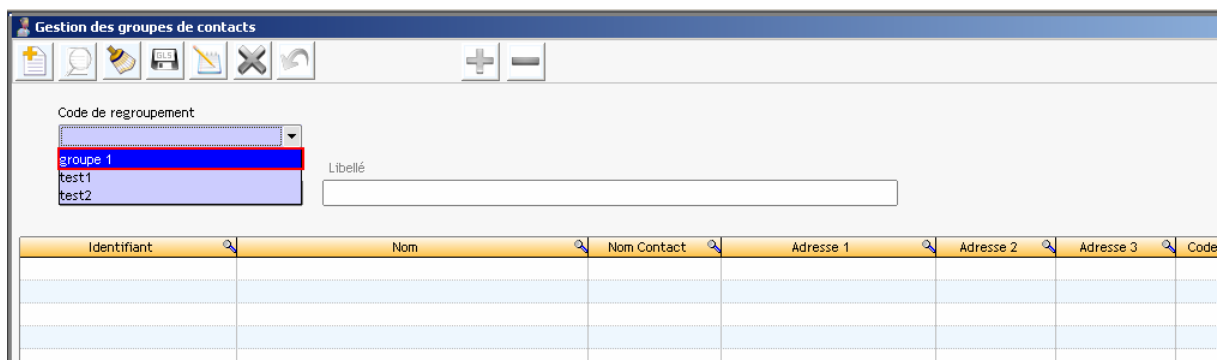 Gestion des groupes de contacts
GLS
Code de regroupement
groupe 1
test1
test2
Libellé
Identifiant Nom Nom Contact Adresse 1 Adresse 2 Adresse 3 Code